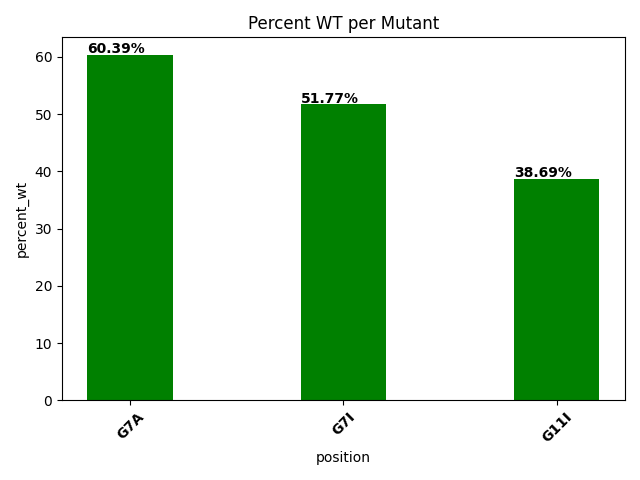 Percent WT per Mutant
60.39%
51.77%
38.69%
percent_wt
60
50
40
30
20
10
0
G7A
G7I
G11I
position